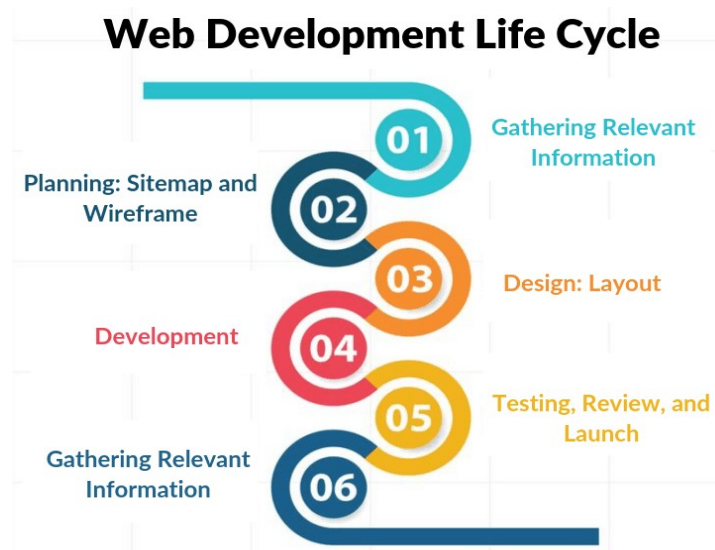 Web Development Life Cycle
01
Gathering Relevant
Information
Planning: Sitemap and
Wireframe
02
03
Design: Layout
Development
04
05
Testing, Review, and
Launch
Gathering Relevant
Information
06